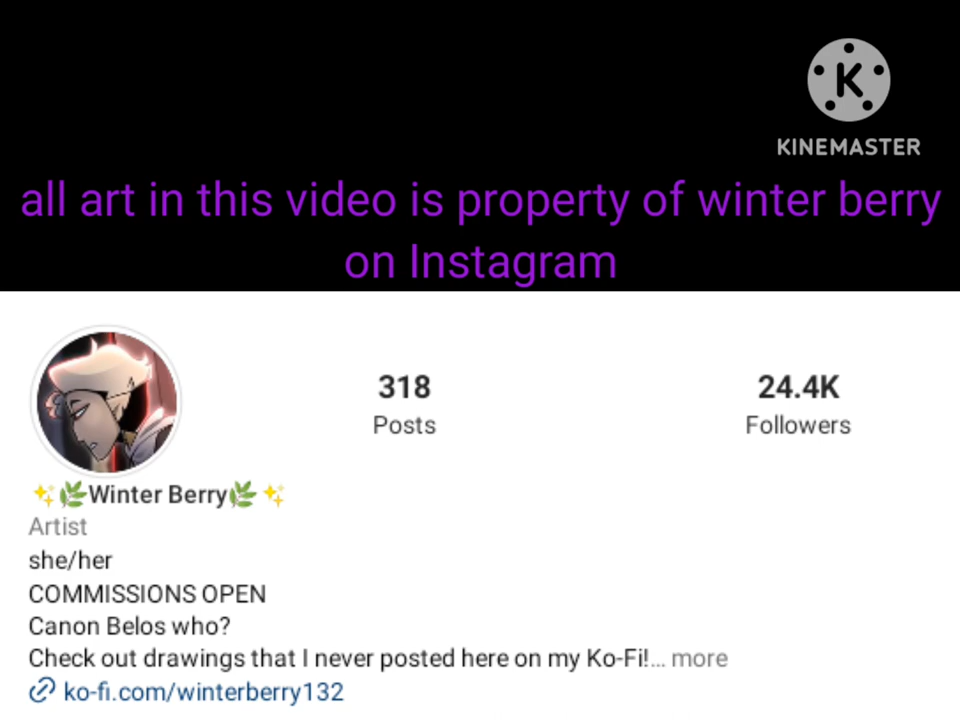 K
KINEMASTER
all art in this video is property of winter berry
on Instagram
318
Posts
24.4K
Followers
✨🌿Winter Berry🌿✨
Artist
she/her
COMMISSIONS OPEN
Canon Belos who?
Check out drawings that I never posted here on my Ko-Fi!... more
ko-fi.com/winterberry132